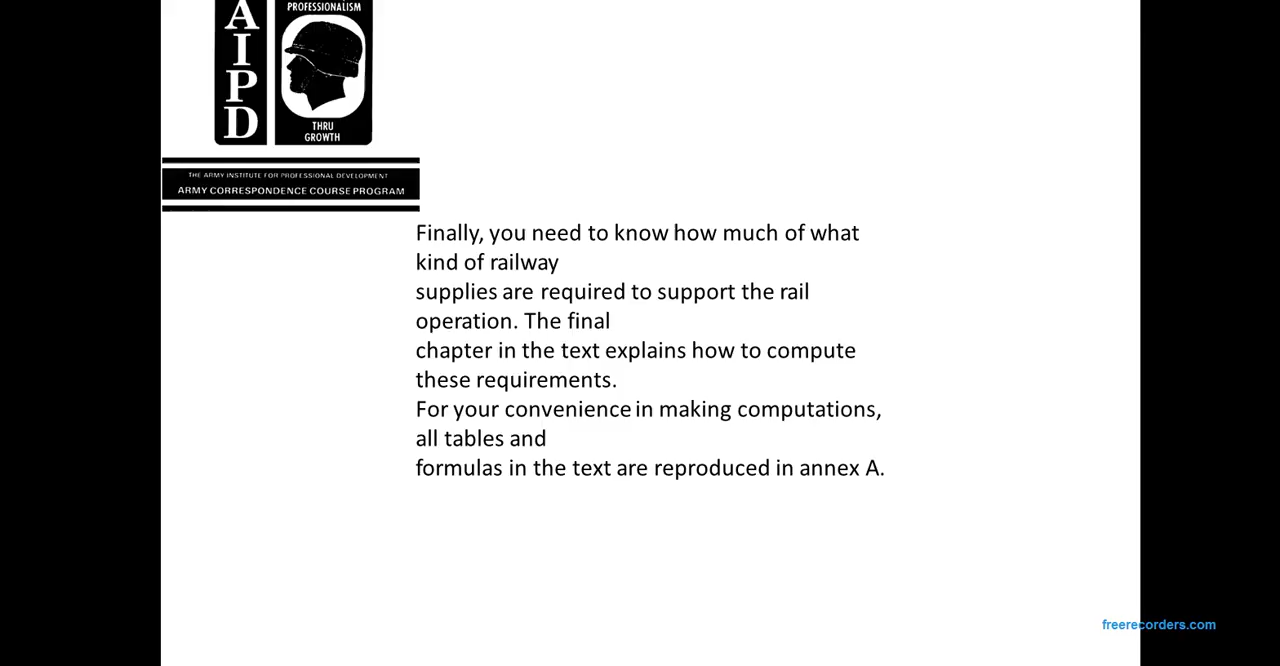 AIPD
PROFESSIONALISM
THRU
GROWTH
THE ARMY INSTITUTE FOR PROFESSIONAL DEVELOPMENT
ARMY CORRESPONDENCE COURSE PROGRAM
Finally, you need to know how much of what
kind of railway
supplies are required to support the rail
operation. The final
chapter in the text explains how to compute
these requirements.
For your convenience in making computations,
all tables and
formulas in the text are reproduced in annex A.
freerecorders.com